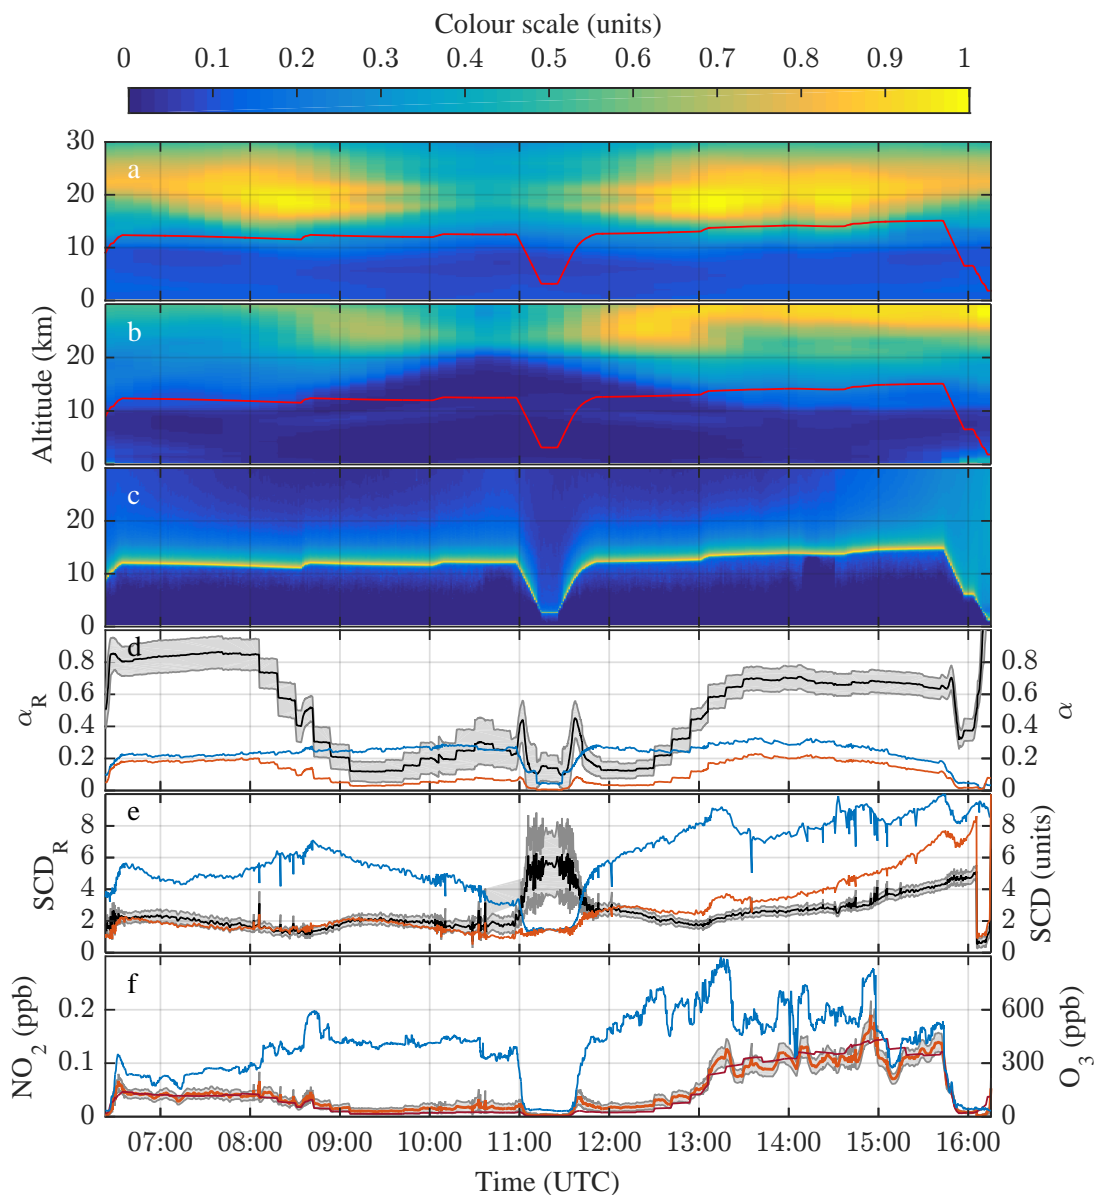 Colour scale (units)
0 0.1 0.2 0.3 0.4 0.5 0.6 0.7 0.8 0.9 1
a
30
20
10
0
b
20
10
0
Altitude (km)
c
20
10
0
d
0.8
0.6
0.4
0.2
0
α_R
0.8
0.6
0.4
0.2
0
α
e
8
6
4
2
0
SCD_R
8
6
4
2
0
SCD (units)
f
0.2
0.1
0
NO_2 (ppb)
600
300
0
O_3 (ppb)
07:00 08:00 09:00 10:00 11:00 12:00 13:00 14:00 15:00 16:00
Time (UTC)